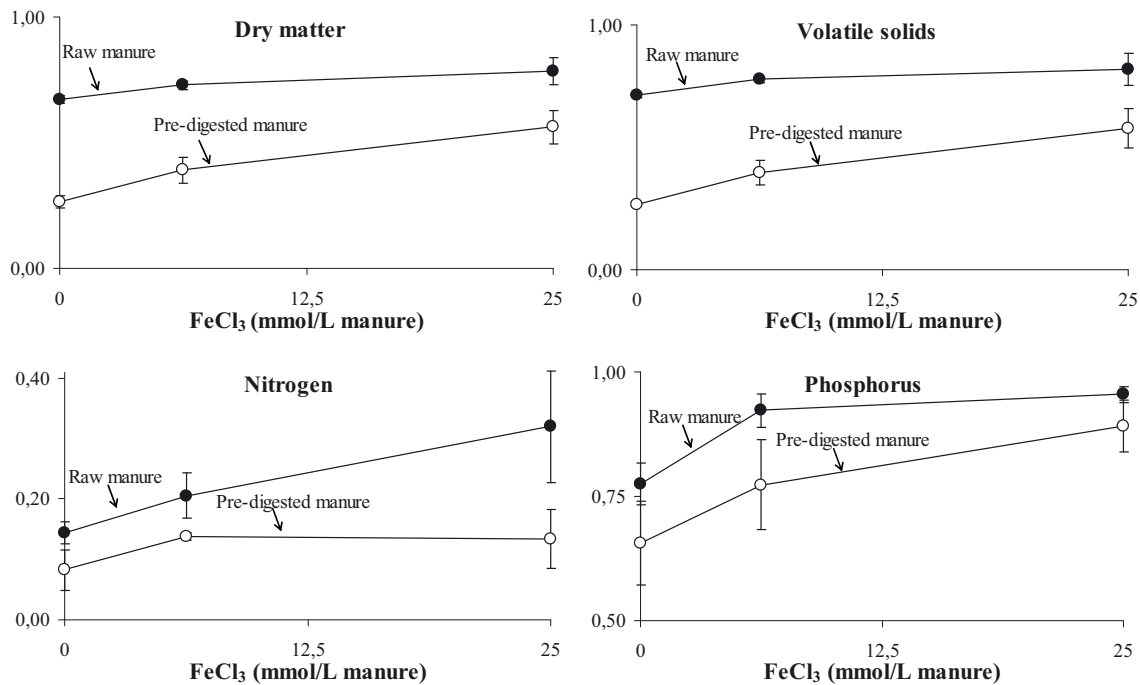 Dry matter
1,00
Raw manure
Pre-digested manure
0,00
0
12,5
25
FeCl₃ (mmol/L manure)
Volatile solids
1,00
Raw manure
Pre-digested manure
0,00
0
12,5
25
FeCl₃ (mmol/L manure)
Nitrogen
0,40
Raw manure
0,20
Pre-digested manure
0,00
0
12,5
25
FeCl₃ (mmol/L manure)
Phosphorus
1,00
Raw manure
Pre-digested manure
0,75
0,50
0
12,5
25
FeCl₃ (mmol/L manure)